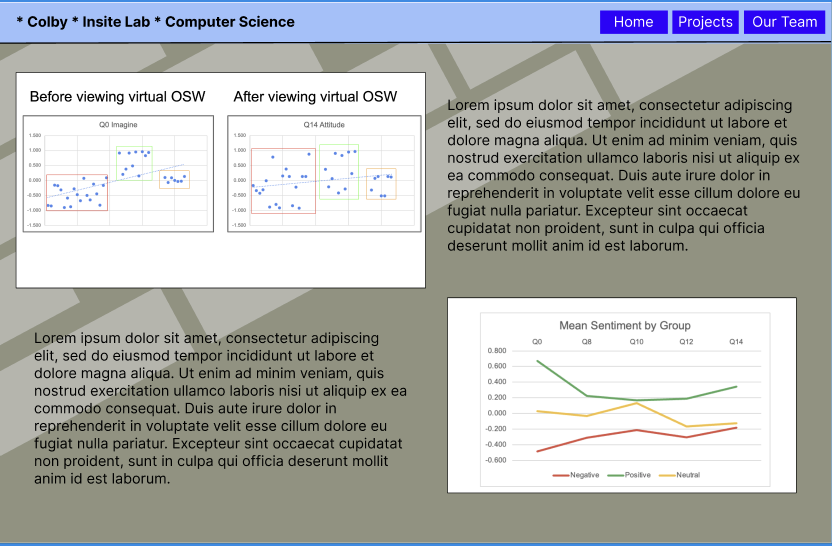 * Colby * Insite Lab * Computer Science
Home
Projects
Our Team
Before viewing virtual OSW
After viewing virtual OSW
Q0 Imagine
1.500
1.000
0.500
0.000
-0.500
-1.000
-1.500
Q14 Attitude
1.500
1.000
0.500
0.000
-0.500
-1.000
-1.500
Lorem ipsum dolor sit amet, consectetur adipiscing
elit, sed do eiusmod tempor incididunt ut labore et
dolore magna aliqua. Ut enim ad minim veniam, quis
nostrud exercitation ullamco laboris nisi ut aliquip ex
ea commodo consequat. Duis aute irure dolor in
reprehenderit in voluptate velit esse cillum dolore eu
fugiat nulla pariatur. Excepteur sint occaecat
cupidatat non proident, sunt in culpa qui officia
deserunt mollit anim id est laborum.
Lorem ipsum dolor sit amet, consectetur adipiscing
elit, sed do eiusmod tempor incididunt ut labore et
dolore magna aliqua. Ut enim ad minim veniam, quis
nostrud exercitation ullamco laboris nisi ut aliquip ex ea
commodo consequat. Duis aute irure dolor in
reprehenderit in voluptate velit esse cillum dolore eu
fugiat nulla pariatur. Excepteur sint occaecat cupidatat
non proident, sunt in culpa qui officia deserunt mollit
anim id est laborum.
Mean Sentiment by Group
Q0 Q8 Q10 Q12 Q14
0.800
0.600
0.400
0.200
0.000
-0.200
-0.400
-0.600
Negative Positive Neutral